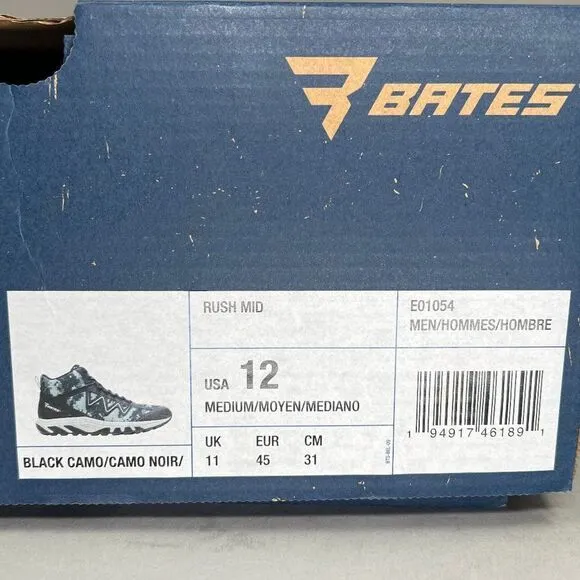 BATES
RUSH MID
E01054
MEN/HOMMES/HOMBRE
USA 12
MEDIUM/MOYEN/MEDIANO
UK EUR CM
11 45 31
BLACK CAMO/CAMO NOIR/
1 94917 46189 1